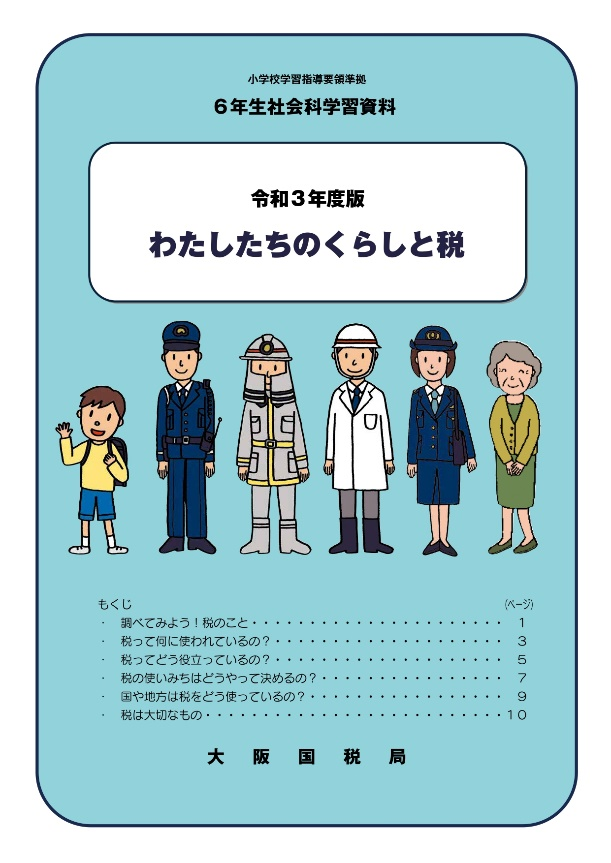 小学校学習指導要領準拠
6年生社会科学習資料
令和3年度版
わたしたちのくらしと税
もくじ (ページ)
・ 調べてみよう！税のこと・・・・・・・・・・・・・・・・・・・・・・ 1
・ 税って何に使われているの？・・・・・・・・・・・・・・・・・・・・ 3
・ 税ってどう役立っているの？・・・・・・・・・・・・・・・・・・・・ 5
・ 税の使いみちはどうやって決めるの？・・・・・・・・・・・・・・・・ 7
・ 国や地方は税をどう使っているの？・・・・・・・・・・・・・・・・・ 9
・ 税は大切なもの・・・・・・・・・・・・・・・・・・・・・・・・・・10
大 阪 国 税 局